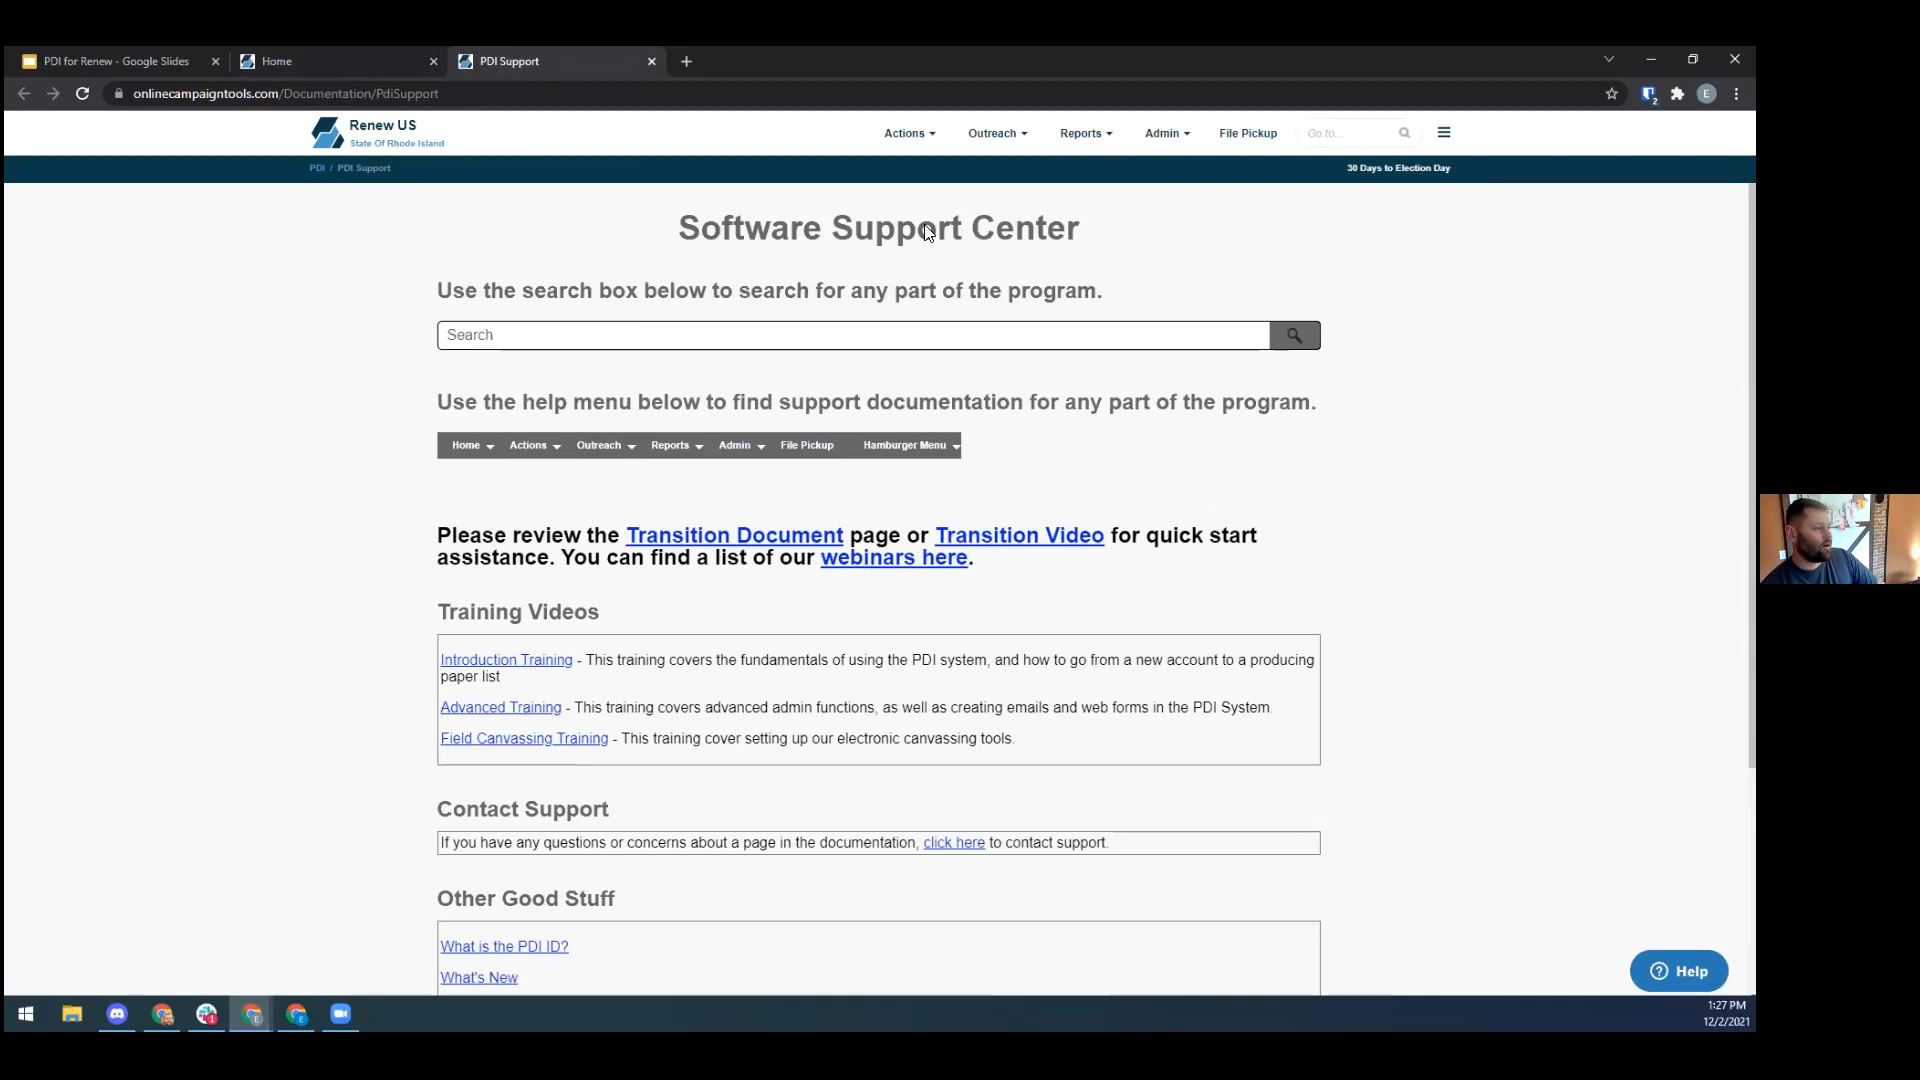 PDI for Renew - Google Slides
Home
PDI Support
onlinecampaigntools.com/Documentation/PdiSupport
2
E
Renew US
State Of Rhode Island
Actions
Outreach
Reports
Admin
File Pickup
Go to...
PDI / PDI Support
30 Days to Election Day
Software Support Center
Use the search box below to search for any part of the program.
Search
Use the help menu below to find support documentation for any part of the program.
Home
Actions
Outreach
Reports
Admin
File Pickup
Hamburger Menu
Please review the Transition Document page or Transition Video for quick start
assistance. You can find a list of our webinars here.
Training Videos
Introduction Training - This training covers the fundamentals of using the PDI system, and how to go from a new account to a producing
paper list
Advanced Training - This training covers advanced admin functions, as well as creating emails and web forms in the PDI System.
Field Canvassing Training - This training cover setting up our electronic canvassing tools.
Contact Support
If you have any questions or concerns about a page in the documentation, click here to contact support.
Other Good Stuff
What is the PDI ID?
What's New
Help
1:27 PM
12/2/2021